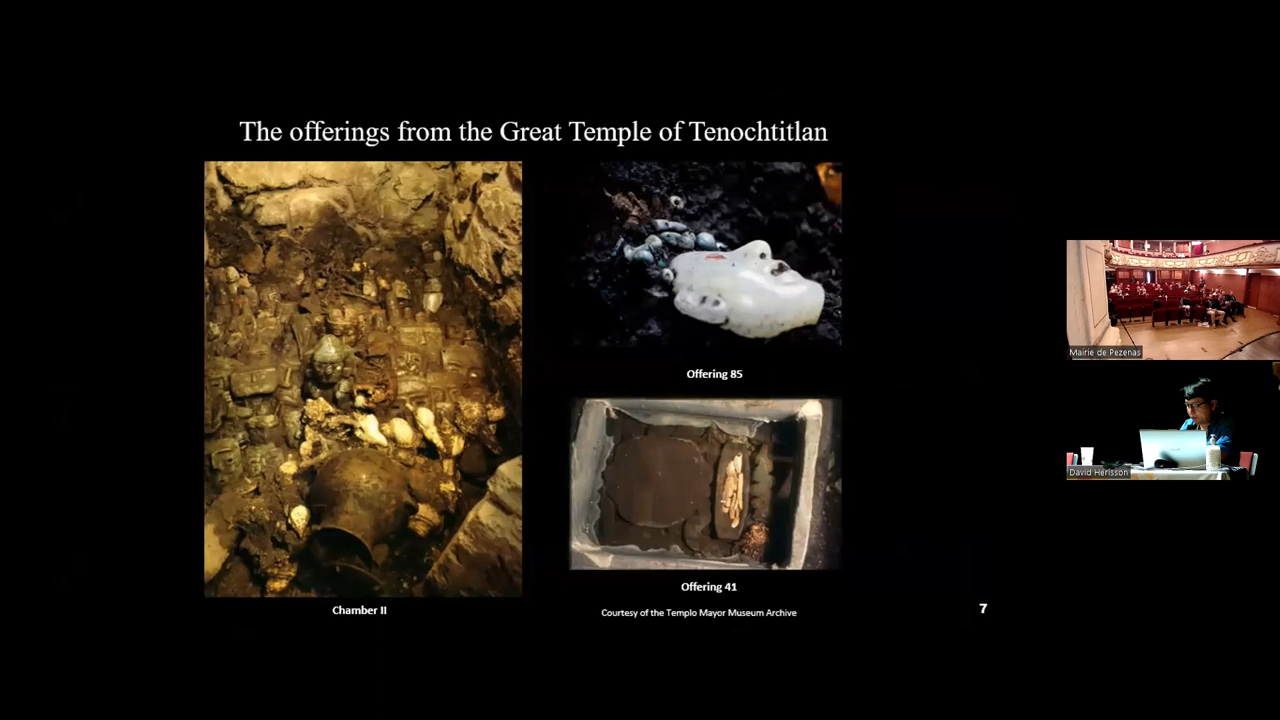 The offerings from the Great Temple of Tenochtitlan
Offering 85
Offering 41
Chamber II
Courtesy of the Templo Mayor Museum Archive
7
Mairie de Pezenas
David Herisson